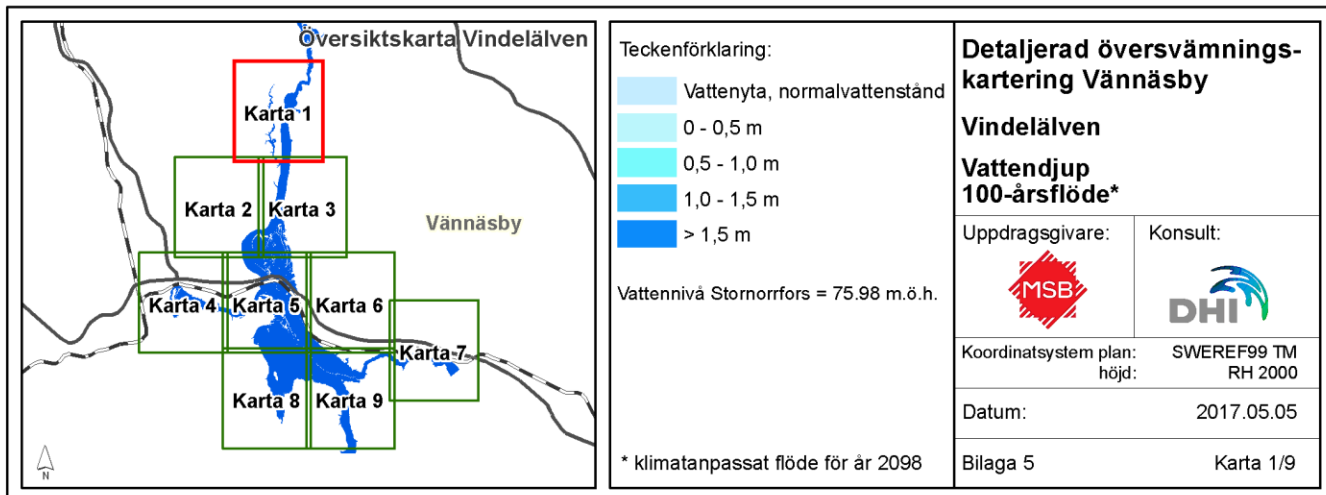 Översiktskarta Vindelälven
Karta 1
Karta 2
Karta 3
Vännäsby
Karta 4
Karta 5
Karta 6
Karta 7
Karta 8
Karta 9
N
Teckenförklaring:
Vattenyta, normalvattenstånd
0 - 0,5 m
0,5 - 1,0 m
1,0 - 1,5 m
> 1,5 m
Vattennivå Stornorrfors = 75.98 m.ö.h.
* klimatanpassat flöde för år 2098
Detaljerad översvämnings-
kartering Vännäsby
Vindelälven
Vattendjup
100-årsflöde*
Uppdragsgivare:
MSB
Konsult:
DHI
Koordinatsystem plan: SWEREF99 TM
höjd: RH 2000
Datum: 2017.05.05
Bilaga 5 Karta 1/9